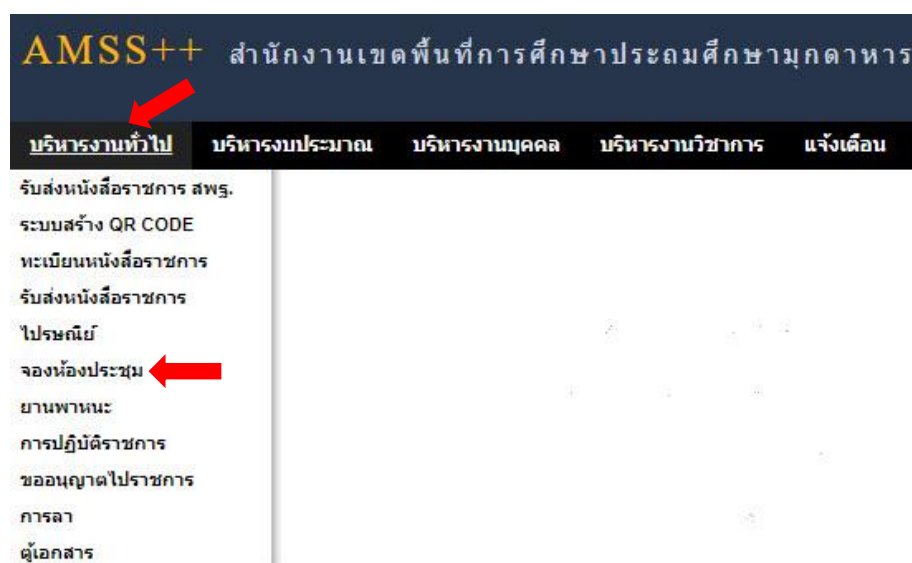 AMSS++ สำนักงานเขตพื้นที่การศึกษาประถมศึกษามุกดาหาร
บริหารงานทั่วไป บริหารงบประมาณ บริหารงานบุคคล บริหารงานวิชาการ แจ้งเตือน
รับส่งหนังสือราชการ สพฐ.
ระบบสร้าง QR CODE
ทะเบียนหนังสือราชการ
รับส่งหนังสือราชการ
ไปรษณีย์
จองห้องประชุม
ยานพาหนะ
การปฏิบัติราชการ
ขออนุญาตไปราชการ
การลา
ตู้เอกสาร